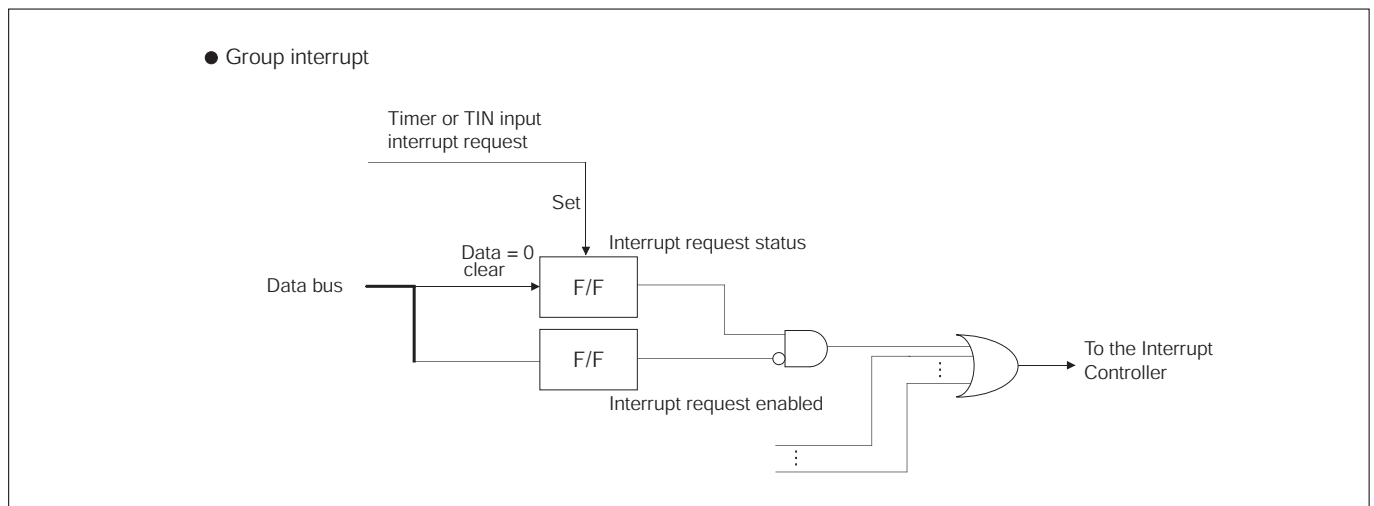 ● Group interrupt
Timer or TIN input
interrupt request
Set
Data = 0
clear
Interrupt request status
Data bus
F/F
F/F
Interrupt request enabled
To the Interrupt
Controller